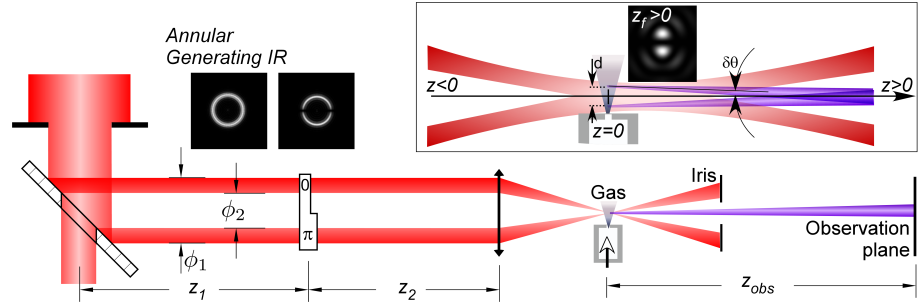 Annular
Generating IR
z_f>0
d
δθ
z<0
z>0
z=0
0
π
ϕ_2
ϕ_1
Gas
Iris
Observation
plane
z_1
z_2
z_obs